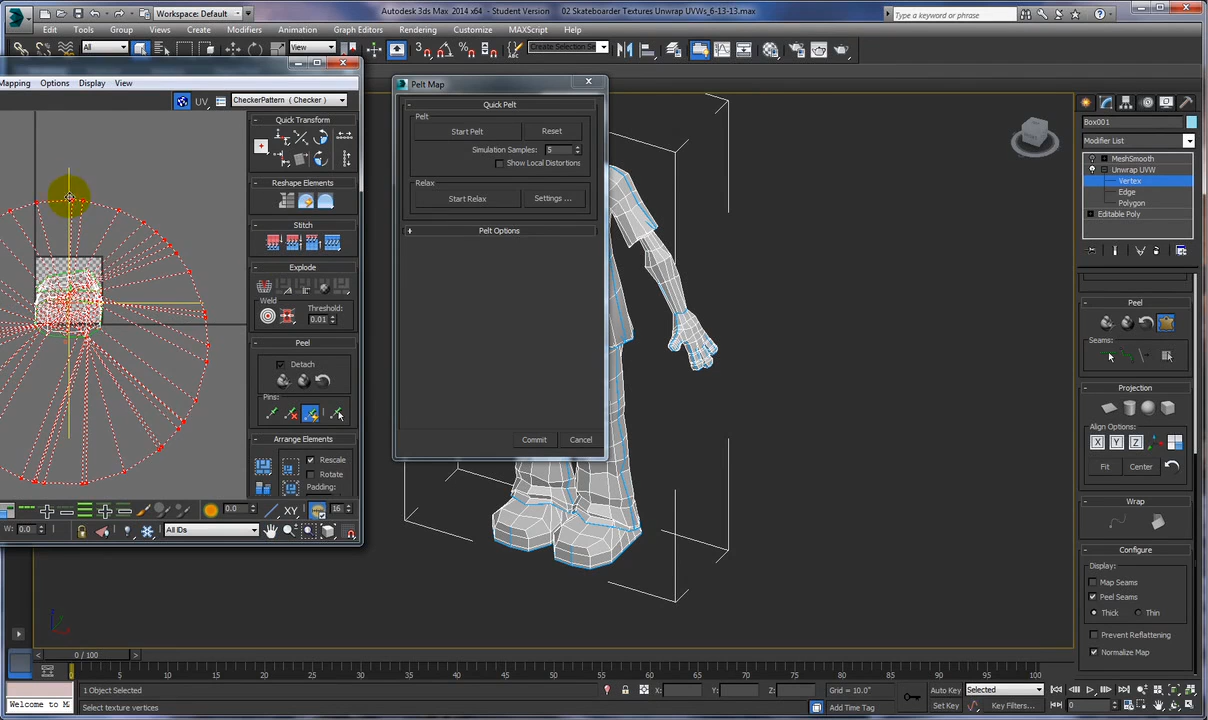 Workspace: Default
Autodesk 3ds Max 2014 x64 - Student Version
02 Skateboarder Textures Unwrap UVWs_6-13-13.max
Type a keyword or phrase
Edit
Tools
Group
Views
Create
Modifiers
Animation
Graph Editors
Rendering
Customize
MAXScript
Help
All
View
Create Selection Se
Mapping
Options
Display
View
UV
CheckerPattern ( Checker )
Quick Transform
Reshape Elements
Stitch
Explode
Weld
Threshold:
0.01
Peel
Detach
Pins:
Arrange Elements
Rescale
Rotate
Padding:
0.0
XY
16
W: 0.0
All IDs
Pelt Map
Quick Pelt
Pelt
Start Pelt
Reset
Simulation Samples: 5
Show Local Distortions
Relax
Start Relax
Settings ...
Pelt Options
Commit
Cancel
Box001
Modifier List
MeshSmooth
Unwrap UVW
Vertex
Edge
Polygon
Editable Poly
Peel
Seams:
Projection
Align Options:
X
Y
Z
Fit
Center
Wrap
Configure
Display:
Map Seams
Peel Seams
Thick
Thin
Prevent Reflattening
Normalize Map
0 / 100
0 5 10 15 20 25 30 35 40 45 50 55 60 65 70 75 80 85 90 95 100
1 Object Selected
X:
Y:
Z:
Grid = 10.0"
Auto Key
Selected
Welcome to M
Select texture vertices
Add Time Tag
Set Key
Key Filters...
0